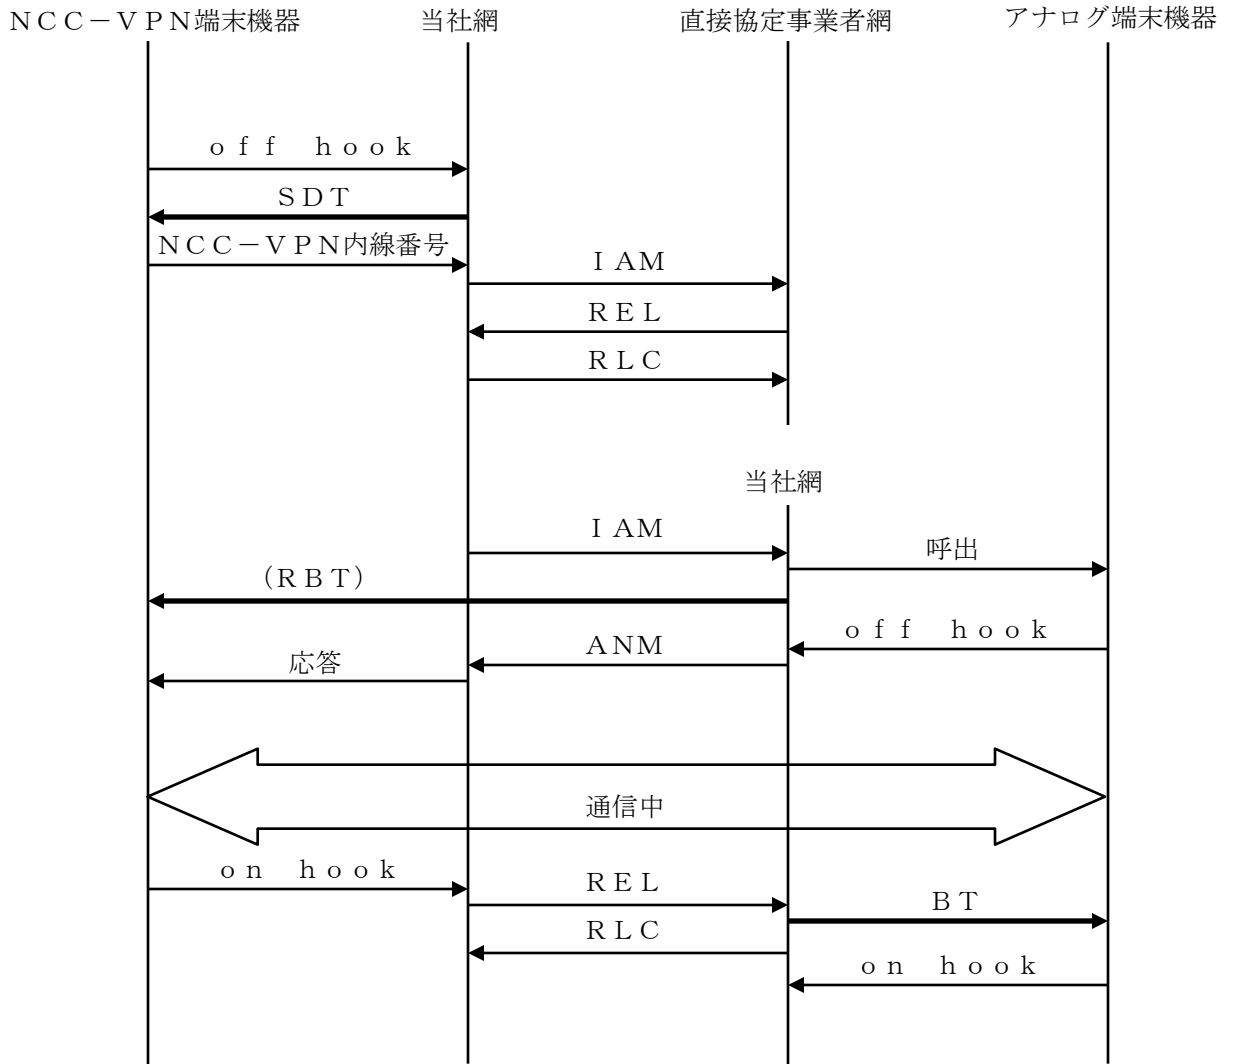 NCC－VPN端末機器
当社網
直接協定事業者網
アナログ端末機器
ｏｆｆ　ｈｏｏｋ
SDT
NCC－VPN内線番号
IAM
REL
RLC
当社網
IAM
呼出
（RBT）
ｏｆｆ　ｈｏｏｋ
ANM
応答
通信中
ｏｎ　ｈｏｏｋ
REL
BT
RLC
ｏｎ　ｈｏｏｋ